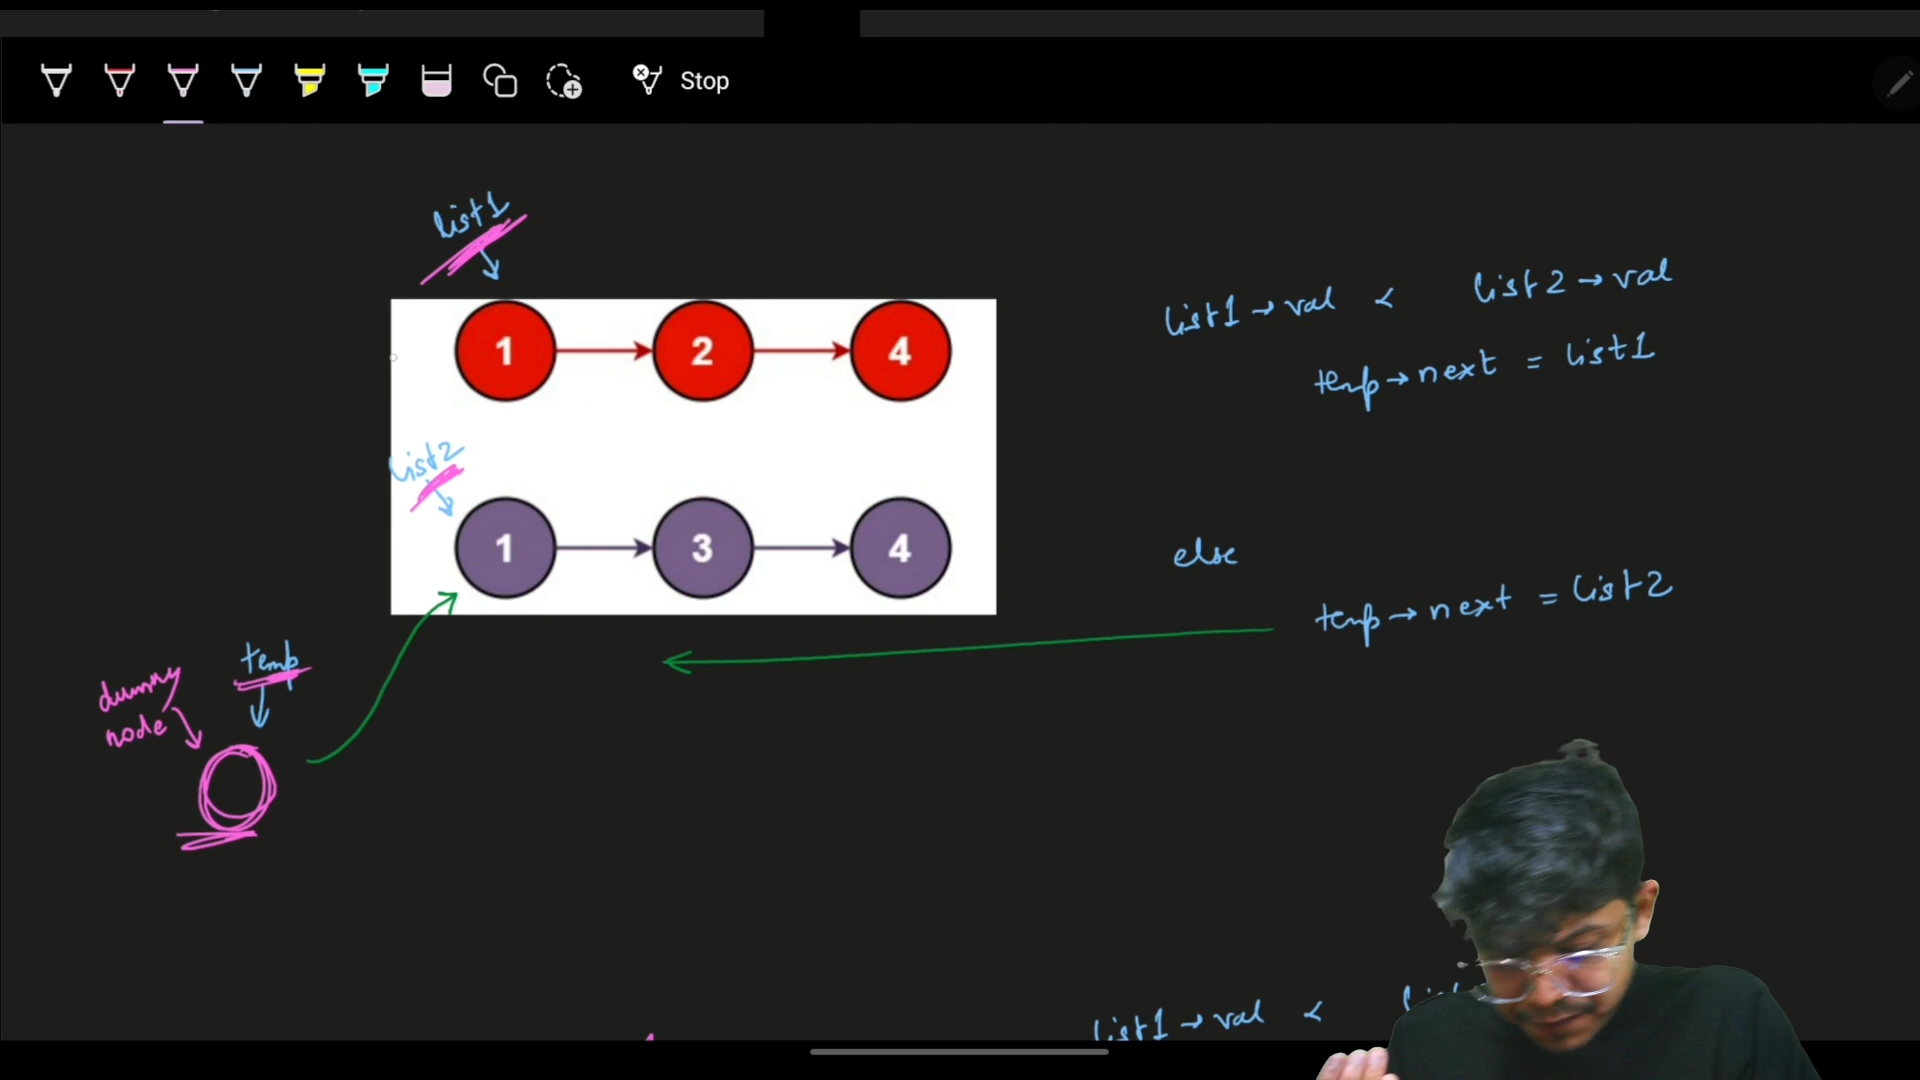 Stop
list1
1 2 4
list2
1 3 4
dummy
node
temp
list1 → val < list2 → val
temp → next = list1
else
temp → next = list2
list1 → val <